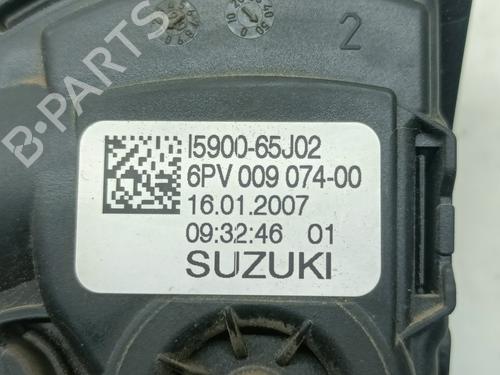 B-PARTS
2
I5900-65J02
6PV 009 074-00
16.01.2007
09:32:46 01
SUZUKI